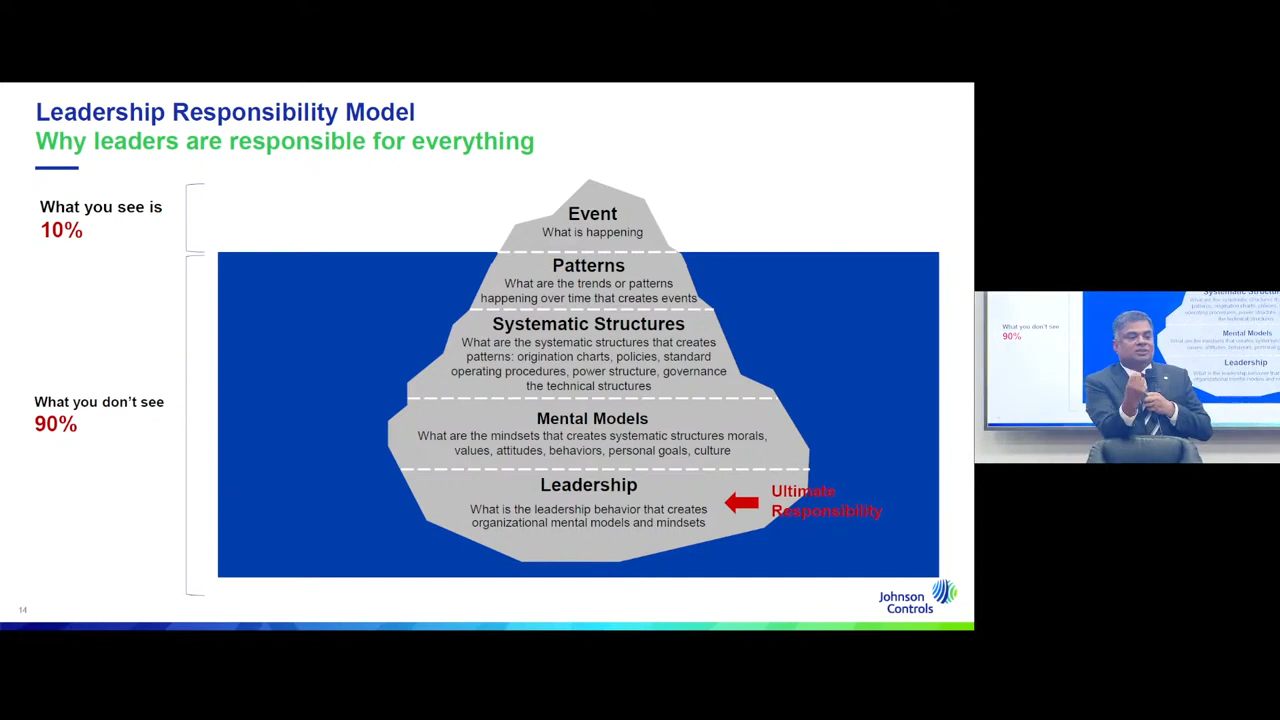 Leadership Responsibility Model
Why leaders are responsible for everything
What you see is
10%
Event
What is happening
Patterns
What are the trends or patterns
happening over time that creates events
Systematic Structures
What are the systematic structures that creates
patterns: origination charts, policies, standard
operating procedures, power structure, governance
the technical structures
What you don't see
90%
Mental Models
What are the mindsets that creates systematic structures morals,
values, attitudes, behaviors, personal goals, culture
Leadership
What is the leadership behavior that creates
organizational mental models and mindsets
Ultimate
Responsibility
14
Johnson
Controls
What you don't see
90%
Mental Models
Leadership